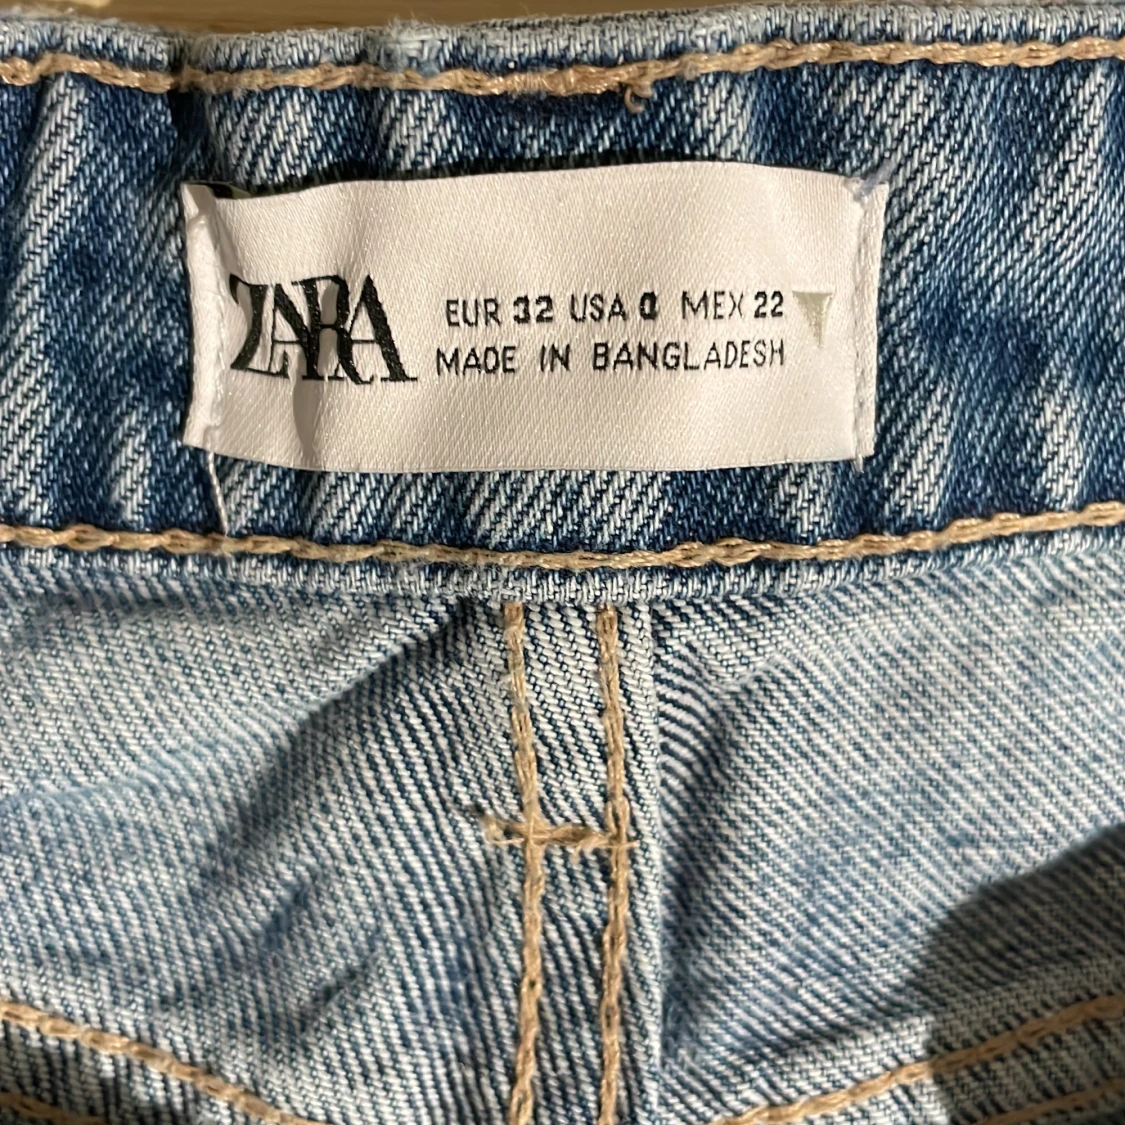 ZARA
EUR 32 USA 0 MEX 22
MADE IN BANGLADESH